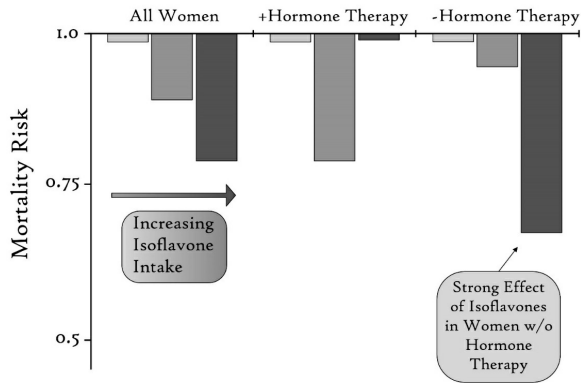 All Women
+Hormone Therapy
-Hormone Therapy
1.0
0.75
0.5
Mortality Risk
Increasing
Isoflavone
Intake
Strong Effect
of Isoflavones
in Women w/o
Hormone
Therapy